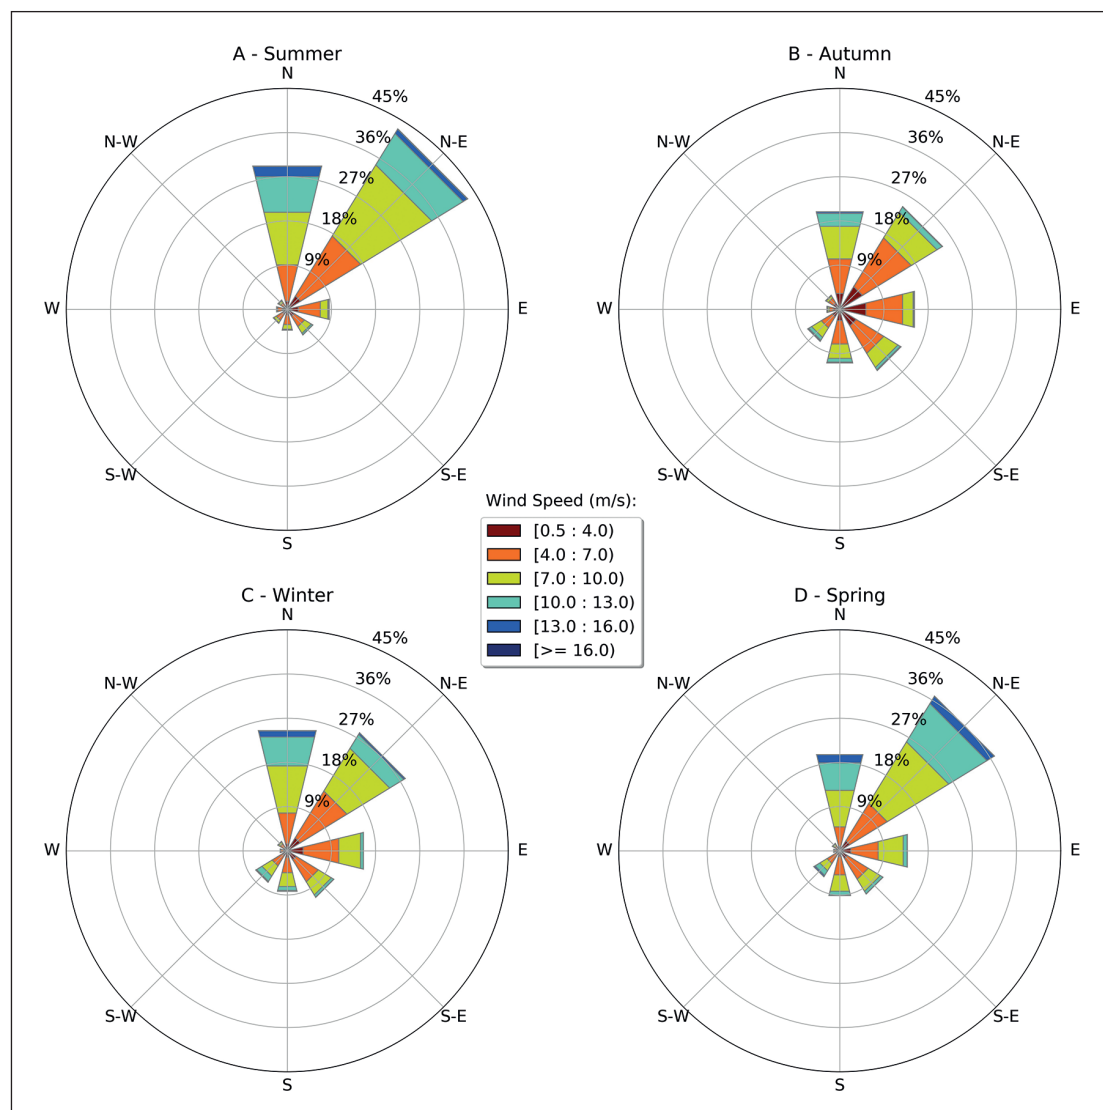 A - Summer
N
45%
36%
N-W
N-E
27%
18%
9%
W
E
S-W
S-E
S
B - Autumn
N
45%
36%
N-W
N-E
27%
18%
9%
W
E
S-W
S-E
S
Wind Speed (m/s):
[0.5 : 4.0)
[4.0 : 7.0)
[7.0 : 10.0)
[10.0 : 13.0)
[13.0 : 16.0)
[>= 16.0)
C - Winter
N
45%
36%
N-W
N-E
27%
18%
9%
W
E
S-W
S-E
S
D - Spring
N
45%
36%
N-W
N-E
27%
18%
9%
W
E
S-W
S-E
S